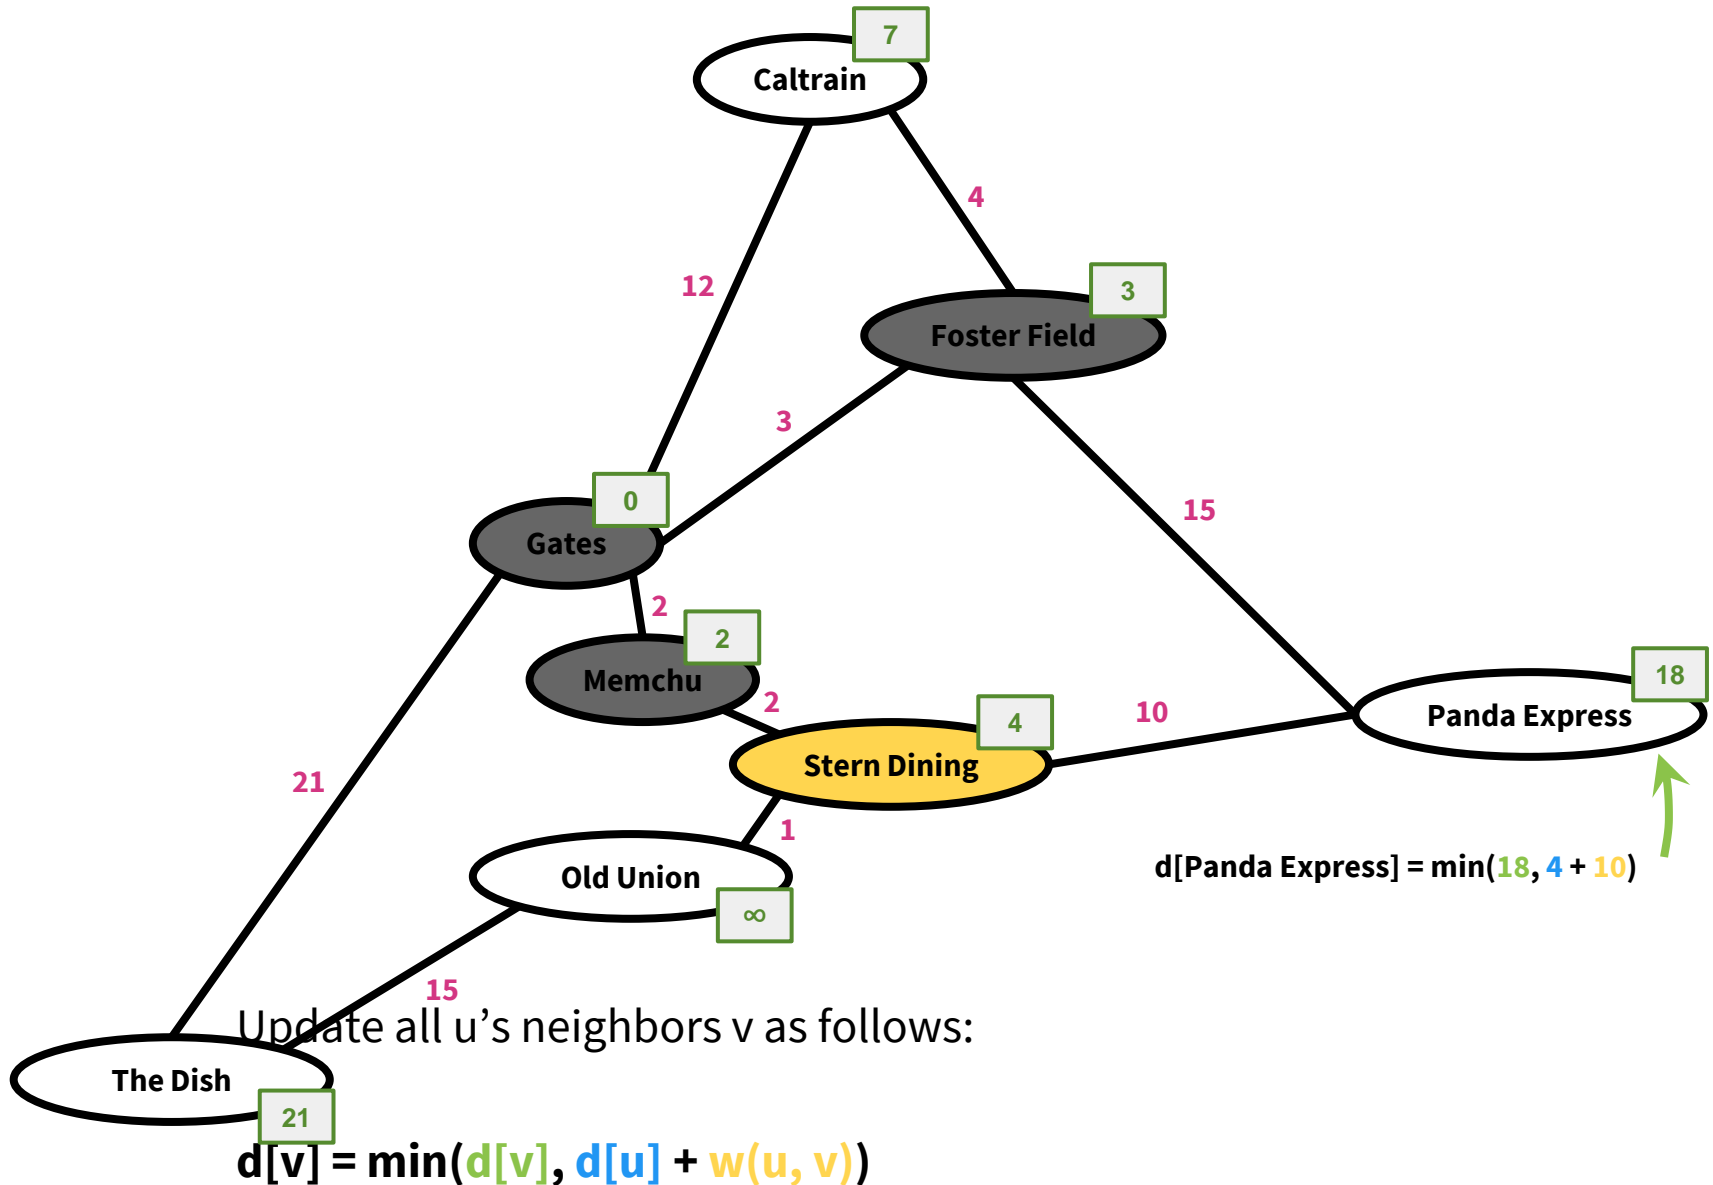 7
Caltrain
4
12
3
Foster Field
3
0
Gates
15
2
2
Memchu
2
4
10
18
Panda Express
Stern Dining
21
1
d[Panda Express] = min(18, 4 + 10)
Old Union
∞
15
Update all u’s neighbors v as follows:
The Dish
21
d[v] = min(d[v], d[u] + w(u, v))